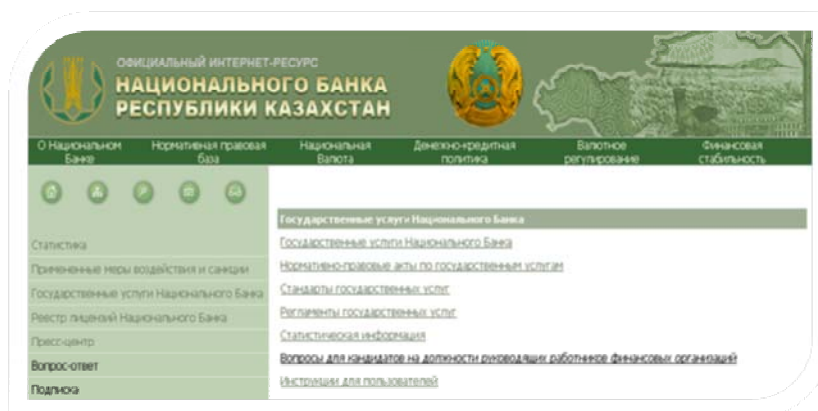 ОФИЦИАЛЬНЫЙ ИНТЕРНЕТ-РЕСУРС
НАЦИОНАЛЬНОГО БАНКА
РЕСПУБЛИКИ КАЗАХСТАН
О Национальном Банке
Нормативная правовая база
Национальная Валюта
Денежно-кредитная политика
Валютное регулирование
Финансовая стабильность
Статистика
Примененные меры воздействия и санкции
Государственные услуги Национального Банка
Реестр лицензий Национального Банка
Пресс-центр
Вопрос-ответ
Подписка
Государственные услуги Национального Банка
Государственные услуги Национального Банка
Нормативно-правовые акты по государственным услугам
Стандарты государственных услуг
Регламенты государственных услуг
Статистическая информация
Вопросы для кандидатов на должности руководящих работников финансовых организаций
Инструкции для пользователей